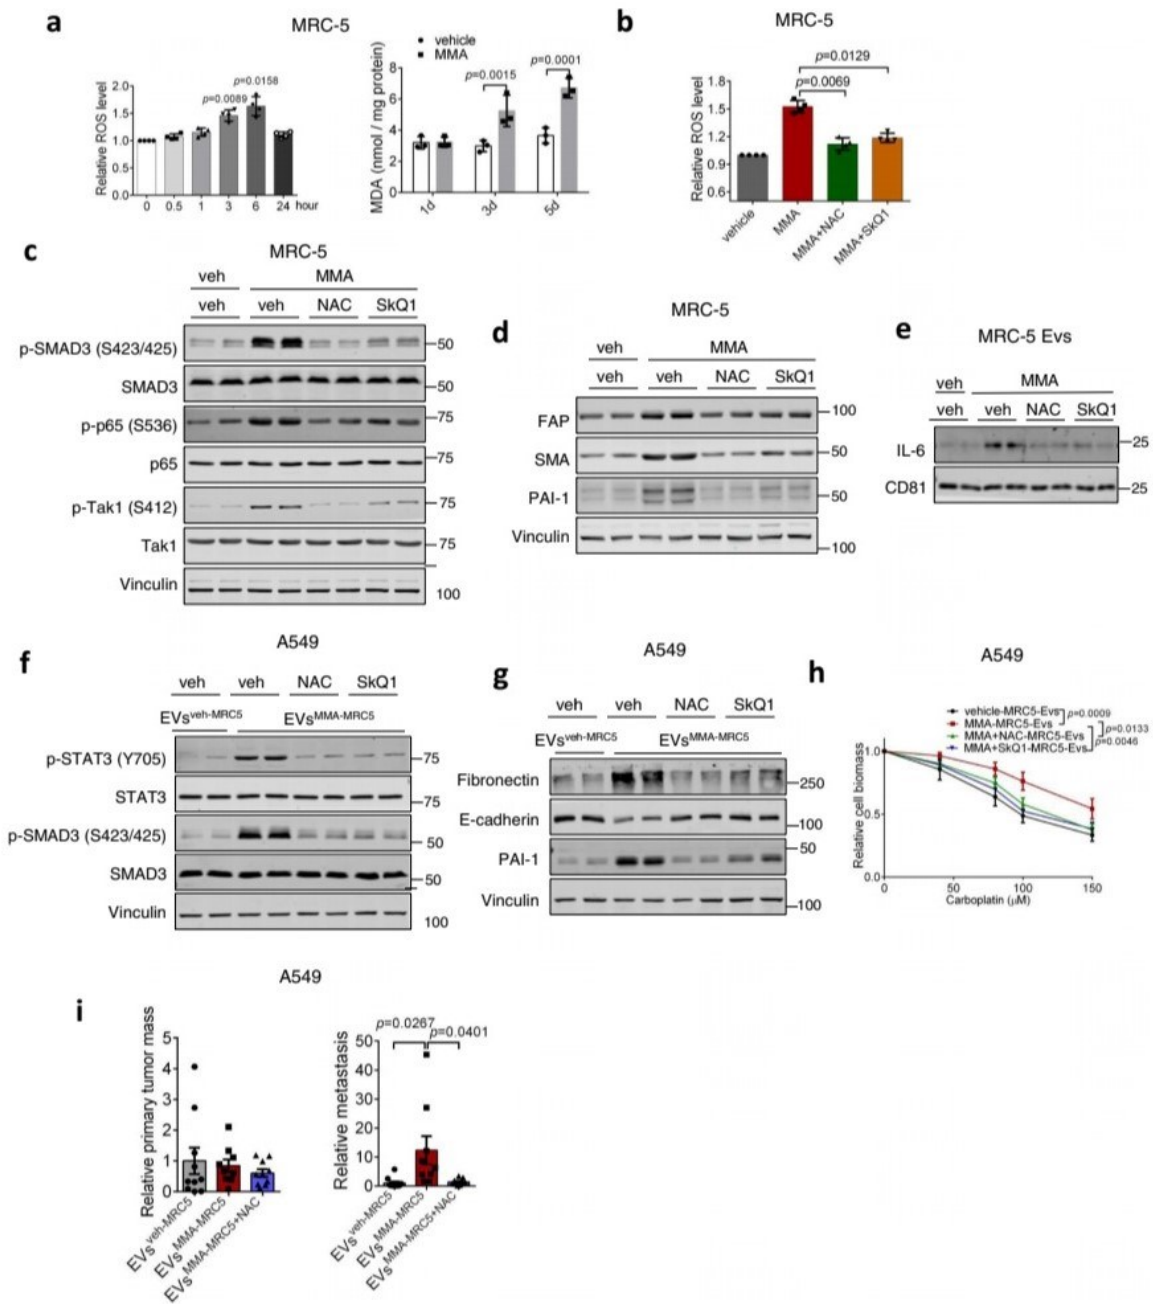 a
MRC-5
vehicle
MMA
Relative ROS level
2.0
1.5
1.0
0.5
0.0
p=0.0089
p=0.0158
0 0.5 1 3 6 24 hour
MDA (nmol / mg protein)
8
6
4
2
0
p=0.0015
p=0.0001
1d 3d 5d
b
MRC-5
Relative ROS level
1.8
1.5
1.2
0.9
0.6
p=0.0129
p=0.0069
vehicle
MMA
MMA+NAC
MMA+SkQ1
c
MRC-5
veh MMA
veh veh NAC SkQ1
p-SMAD3 (S423/425) 50
SMAD3 50
p-p65 (S536) 75
p65 75
p-Tak1 (S412) 75
Tak1 75
Vinculin 100
d
MRC-5
veh MMA
veh veh NAC SkQ1
FAP 100
SMA 50
PAI-1 50
Vinculin 100
e
MRC-5 Evs
veh MMA
veh veh NAC SkQ1
IL-6 25
CD81 25
f
A549
veh veh NAC SkQ1
EVsveh-MRC5 EVsMMA-MRC5
p-STAT3 (Y705) 75
STAT3 75
p-SMAD3 (S423/425) 50
SMAD3 50
Vinculin 100
g
A549
veh veh NAC SkQ1
EVsveh-MRC5 EVsMMA-MRC5
Fibronectin 250
E-cadherin 100
PAI-1 50
Vinculin 100
h
A549
vehicle-MRC5-Evs p=0.0009
MMA-MRC5-Evs
p=0.0133
MMA+NAC-MRC5-Evs
p=0.0046
MMA+SkQ1-MRC5-Evs
Relative cell biomass
1.0
0.5
0.0
0 50 100 150
Carboplatin (μM)
i
A549
Relative primary tumor mass
5
4
3
2
1
0
EVsveh-MRC5
EVsMMA-MRC5
EVsMMA-MRC5+NAC
Relative metastasis
50
40
30
20
10
0
p=0.0267
p=0.0401
EVsveh-MRC5
EVsMMA-MRC5
EVsMMA-MRC5+NAC